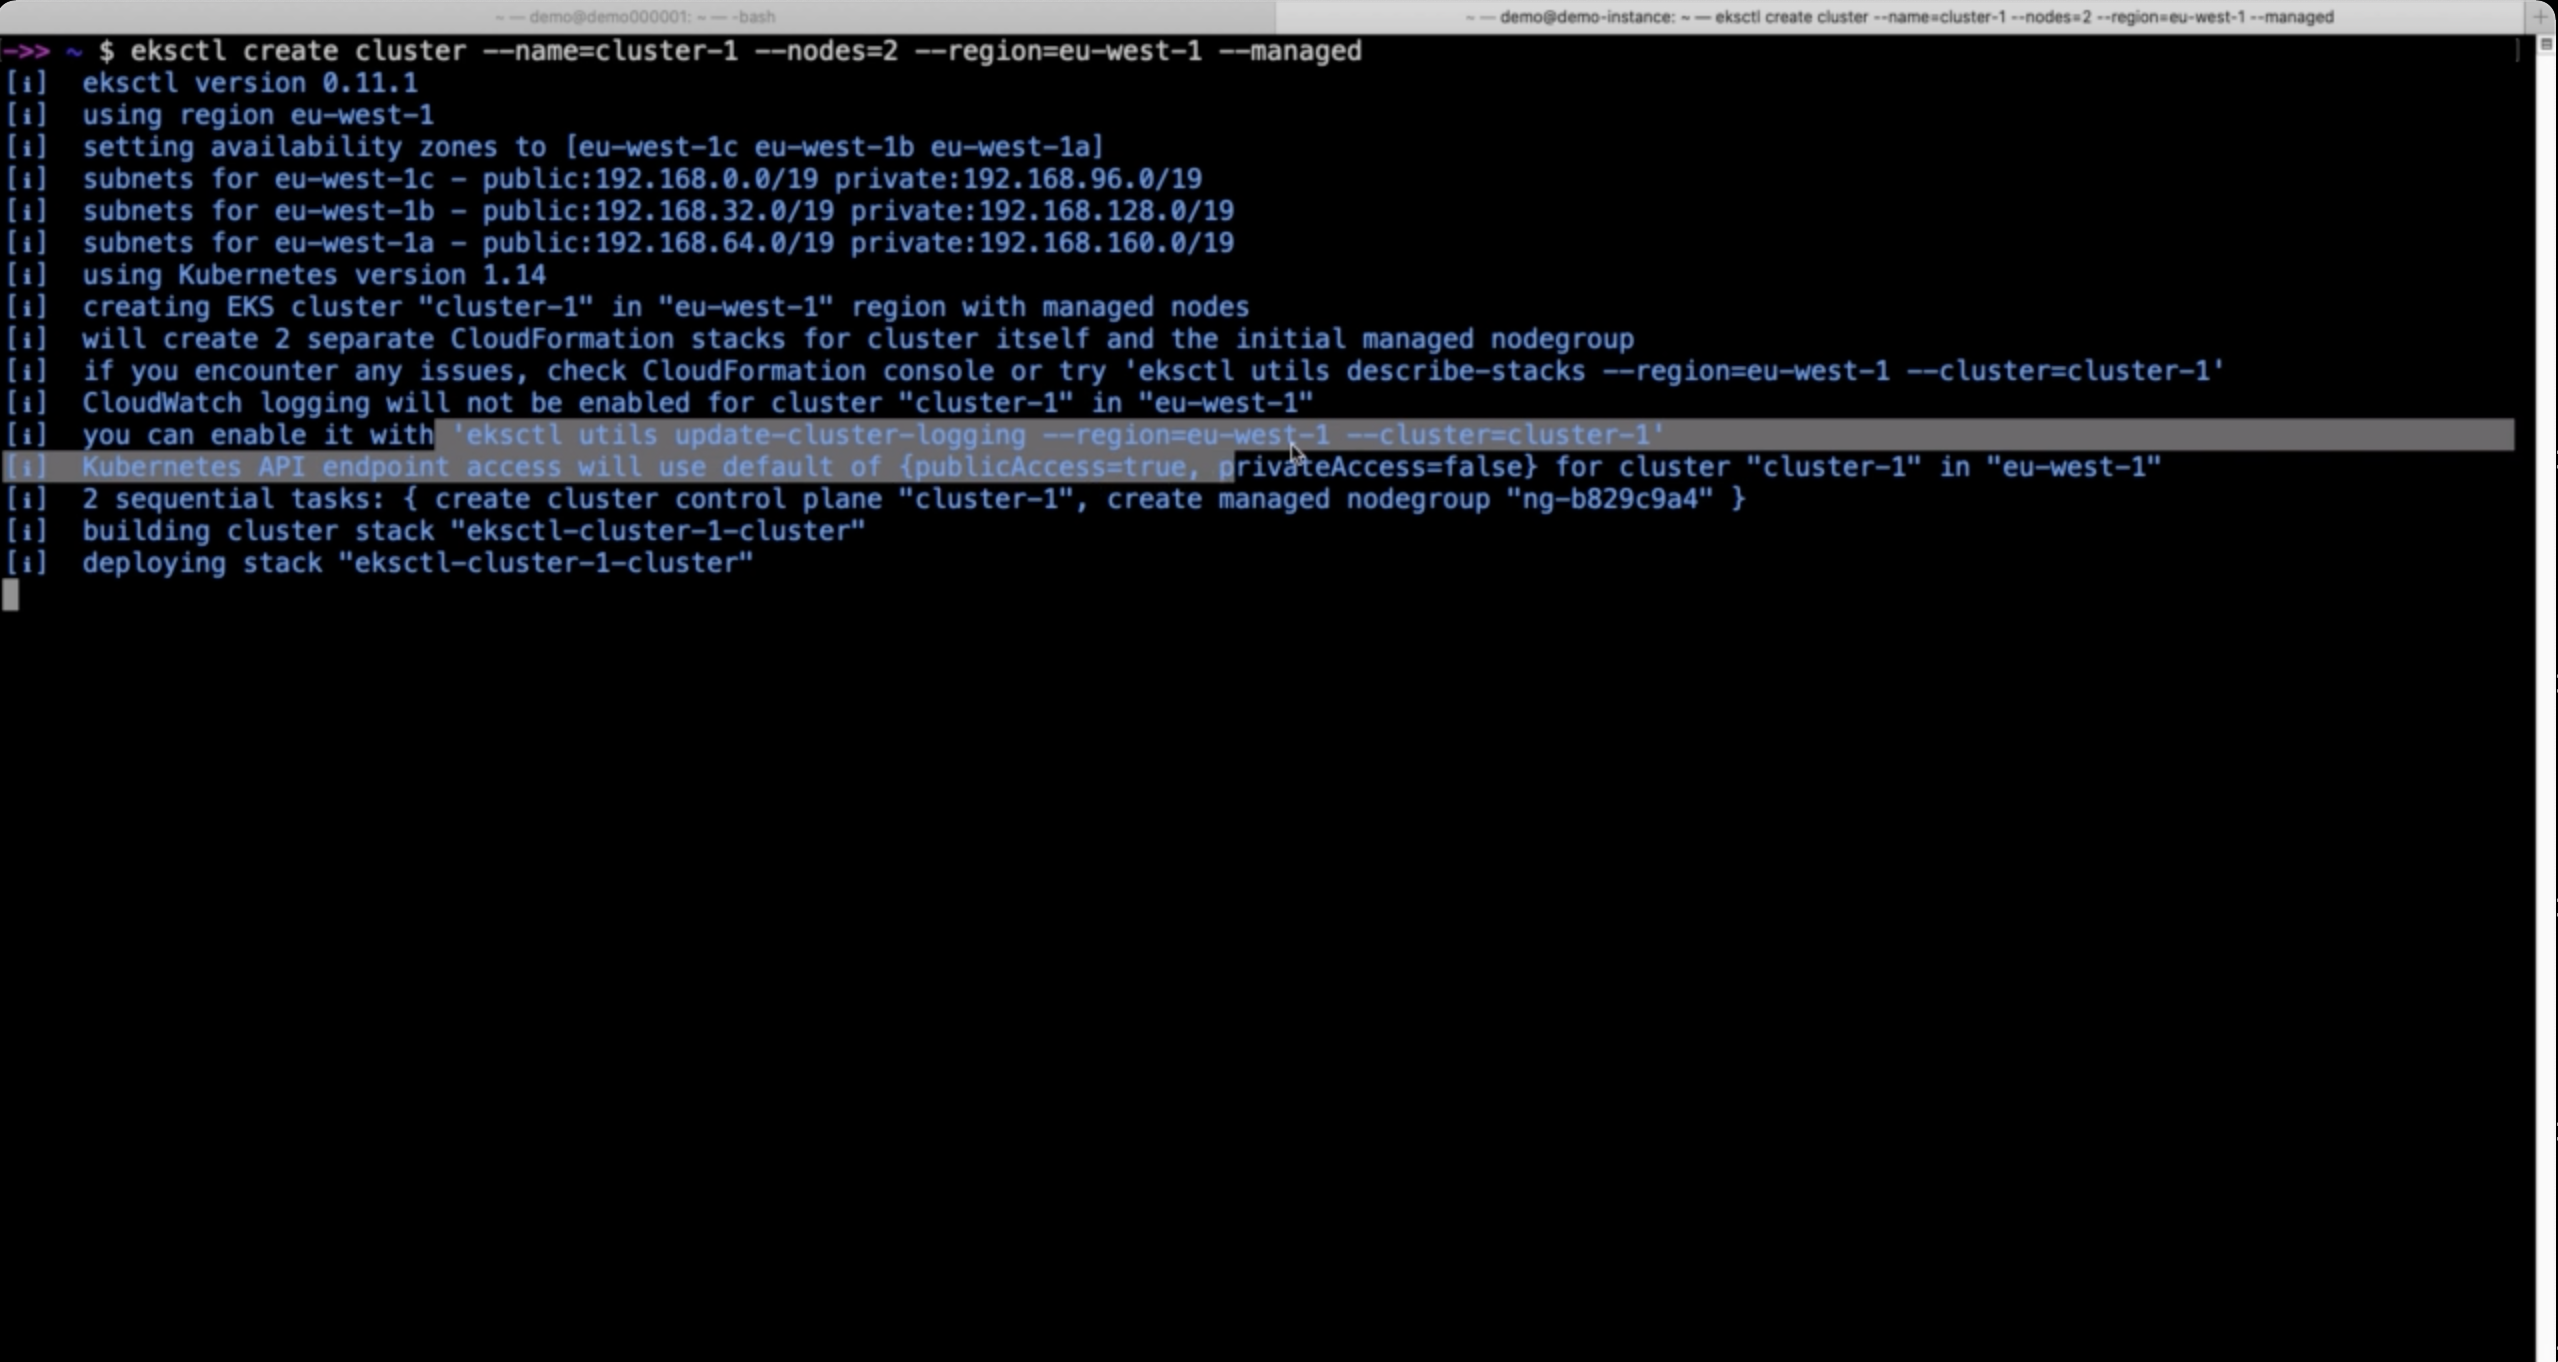 ~ — demo@demo000001: ~ — -bash
~ — demo@demo-instance: ~ — eksctl create cluster --name=cluster-1 --nodes=2 --region=eu-west-1 --managed
->> ~ $ eksctl create cluster --name=cluster-1 --nodes=2 --region=eu-west-1 --managed
[i]  eksctl version 0.11.1
[i]  using region eu-west-1
[i]  setting availability zones to [eu-west-1c eu-west-1b eu-west-1a]
[i]  subnets for eu-west-1c - public:192.168.0.0/19 private:192.168.96.0/19
[i]  subnets for eu-west-1b - public:192.168.32.0/19 private:192.168.128.0/19
[i]  subnets for eu-west-1a - public:192.168.64.0/19 private:192.168.160.0/19
[i]  using Kubernetes version 1.14
[i]  creating EKS cluster "cluster-1" in "eu-west-1" region with managed nodes
[i]  will create 2 separate CloudFormation stacks for cluster itself and the initial managed nodegroup
[i]  if you encounter any issues, check CloudFormation console or try 'eksctl utils describe-stacks --region=eu-west-1 --cluster=cluster-1'
[i]  CloudWatch logging will not be enabled for cluster "cluster-1" in "eu-west-1"
[i]  you can enable it with 'eksctl utils update-cluster-logging --region=eu-west-1 --cluster=cluster-1'
[i]  Kubernetes API endpoint access will use default of {publicAccess=true, privateAccess=false} for cluster "cluster-1" in "eu-west-1"
[i]  2 sequential tasks: { create cluster control plane "cluster-1", create managed nodegroup "ng-b829c9a4" }
[i]  building cluster stack "eksctl-cluster-1-cluster"
[i]  deploying stack "eksctl-cluster-1-cluster"